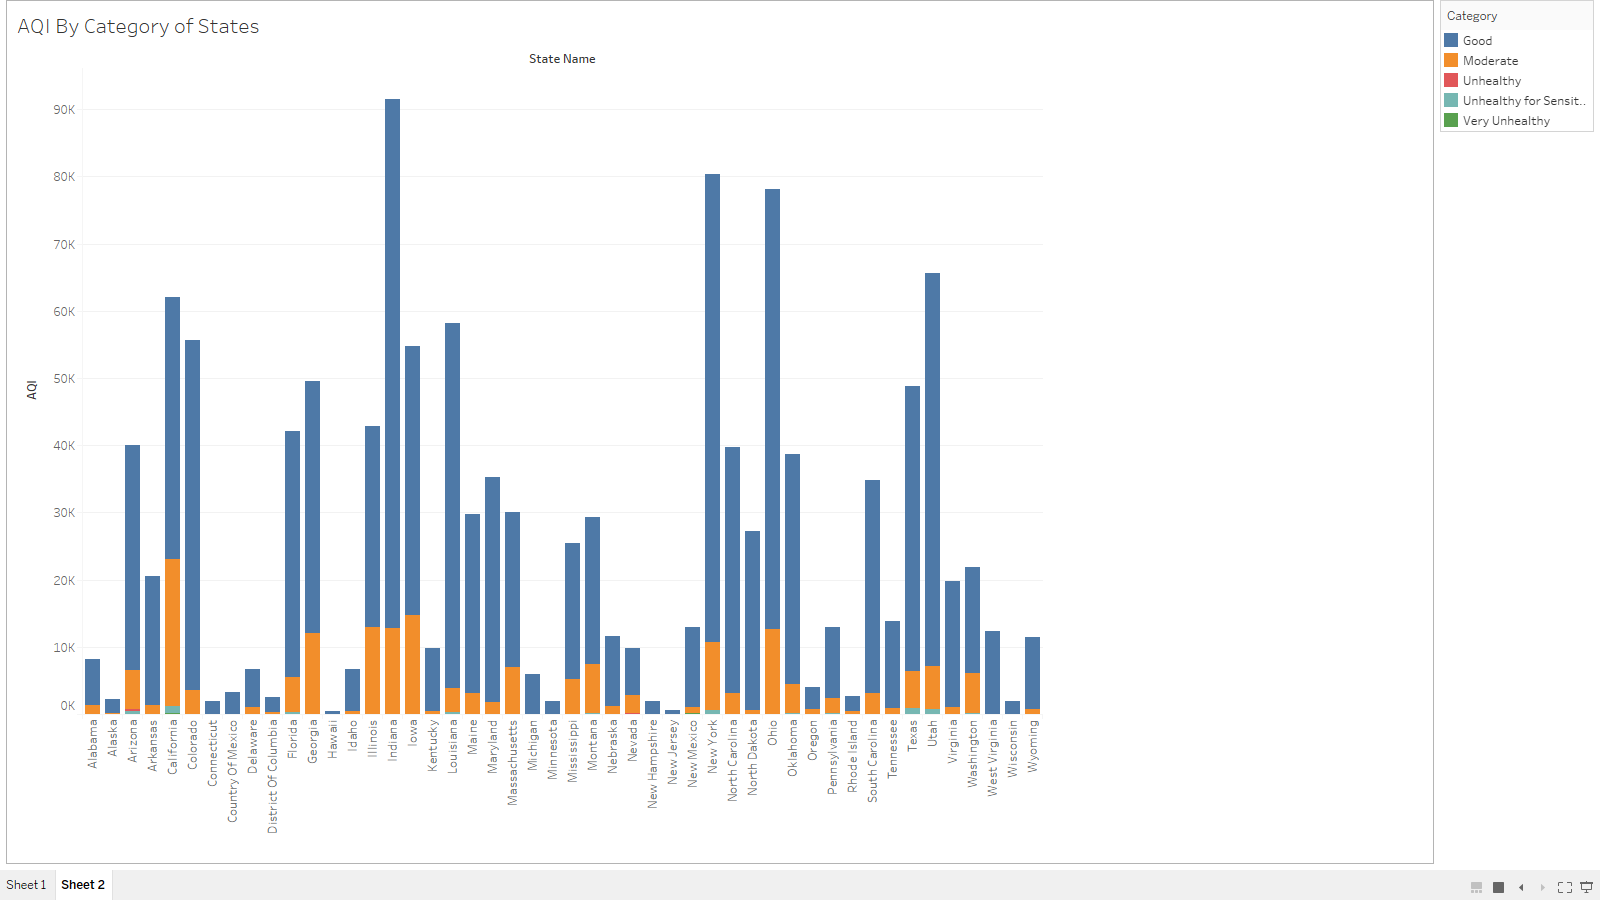 AQI By Category of States
State Name
AQI
90K
80K
70K
60K
50K
40K
30K
20K
10K
0K
Alabama
Alaska
Arizona
Arkansas
California
Colorado
Connecticut
Country Of Mexico
Delaware
District Of Columbia
Florida
Georgia
Hawaii
Idaho
Illinois
Indiana
Iowa
Kentucky
Louisiana
Maine
Maryland
Massachusetts
Michigan
Minnesota
Mississippi
Montana
Nebraska
Nevada
New Hampshire
New Jersey
New Mexico
New York
North Carolina
North Dakota
Ohio
Oklahoma
Oregon
Pennsylvania
Rhode Island
South Carolina
Tennessee
Texas
Utah
Virginia
Washington
West Virginia
Wisconsin
Wyoming
Category
Good
Moderate
Unhealthy
Unhealthy for Sensit..
Very Unhealthy
Sheet 1
Sheet 2